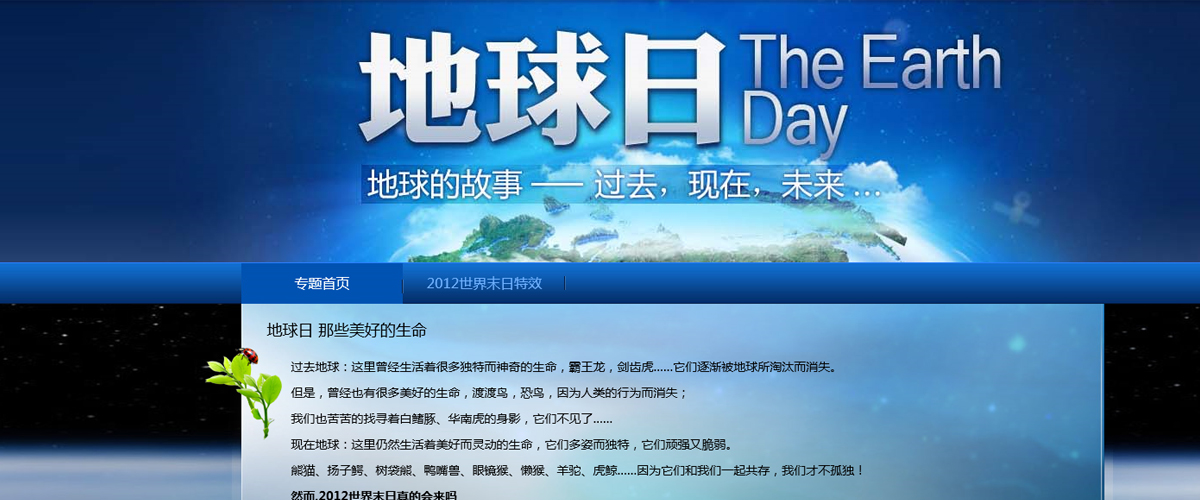 地球日 The Earth Day
地球的故事 —— 过去，现在，未来 ...
专题首页 2012世界末日特效
地球日 那些美好的生命
过去地球：这里曾经生活着很多独特而神奇的生命，霸王龙，剑齿虎......它们逐渐被地球所淘汰而消失。
但是，曾经也有很多美好的生命，渡渡鸟，恐鸟，因为人类的行为而消失；
我们也苦苦的找寻着白鳍豚、华南虎的身影，它们不见了......
现在地球：这里仍然生活着美好而灵动的生命，它们多姿而独特，它们顽强又脆弱。
熊猫、扬子鳄、树袋熊、鸭嘴兽、眼镜猴、懒猴、羊驼、虎鲸......因为它们和我们一起共存，我们才不孤独！
然而,2012世界末日真的会来吗